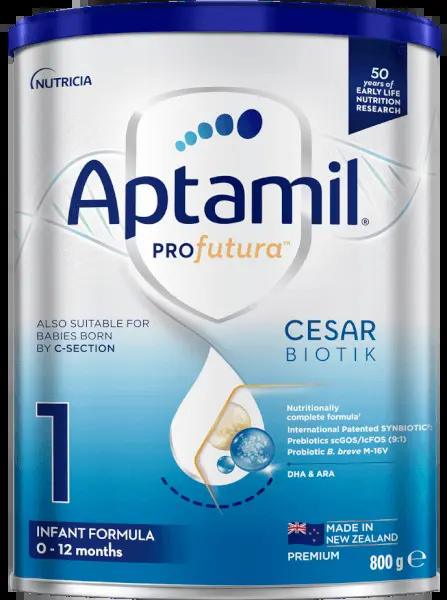 NUTRICIA
50
years of
EARLY LIFE
NUTRITION
RESEARCH
Aptamil®
PROfutura™
ALSO SUITABLE FOR
BABIES BORN
BY C-SECTION
CESAR
BIOTIK
Nutritionally
complete formula¹
International Patented SYNBIOTIC²:
Prebiotics scGOS/lcFOS (9:1)
Probiotic B. breve M-16V
DHA & ARA
1
INFANT FORMULA
0 - 12 months
MADE IN
NEW ZEALAND
PREMIUM
800 g ℮